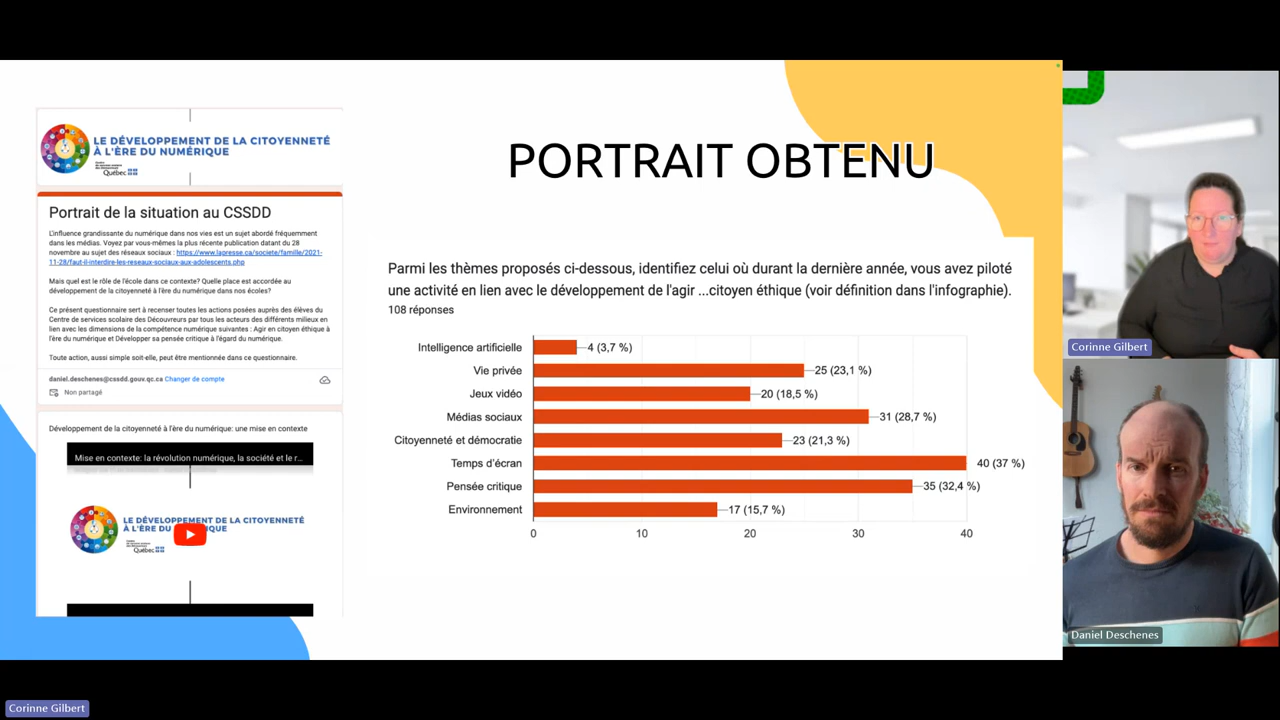 LE DÉVELOPPEMENT DE LA CITOYENNETÉ
À L'ÈRE DU NUMÉRIQUE
Québec
Portrait de la situation au CSSDD
L'influence grandissante du numérique dans nos vies est un sujet abordé fréquemment
dans les médias. Voyez par vous-mêmes la plus récente publication datant du 28
novembre au sujet des réseaux sociaux : https://www.lapresse.ca/societe/famille/2021-
11-28/faut-il-interdire-les-reseaux-sociaux-aux-adolescents.php
Mais quel est le rôle de l'école dans ce contexte? Quelle place est accordée au
développement de la citoyenneté à l'ère du numérique dans nos écoles?
Ce présent questionnaire sert à recenser toutes les actions posées auprès des élèves du
Centre de services scolaire des Découvreurs par tous les acteurs des différents milieux en
lien avec les dimensions de la compétence numérique suivantes : Agir en citoyen éthique à
l'ère du numérique et Développer sa pensée critique à l'égard du numérique.
Toute action, aussi simple soit-elle, peut être mentionnée dans ce questionnaire.
daniel.deschenes@cssdd.gouv.qc.ca Changer de compte
Non partagé
Développement de la citoyenneté à l'ère du numérique: une mise en contexte
Mise en contexte: la révolution numérique, la société et le r...
LE DÉVELOPPEMENT DE LA CITOYENNETÉ
Québec
PORTRAIT OBTENU
Parmi les thèmes proposés ci-dessous, identifiez celui où durant la dernière année, vous avez piloté
une activité en lien avec le développement de l'agir ...citoyen éthique (voir définition dans l'infographie).
108 réponses
Intelligence artificielle 4 (3,7 %)
Vie privée 25 (23,1 %)
Jeux vidéo 20 (18,5 %)
Médias sociaux 31 (28,7 %)
Citoyenneté et démocratie 23 (21,3 %)
Temps d'écran 40 (37 %)
Pensée critique 35 (32,4 %)
Environnement 17 (15,7 %)
0 10 20 30 40
Corinne Gilbert
Daniel Deschenes
Corinne Gilbert